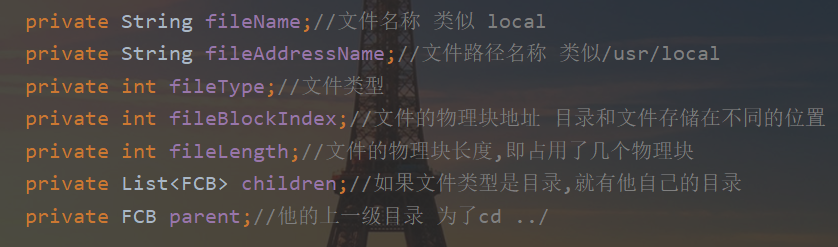 private String fileName;//文件名称 类似 local
private String fileAddressName;//文件路径名称 类似/usr/local
private int fileType;//文件类型
private int fileBlockIndex;//文件的物理块地址 目录和文件存储在不同的位置
private int fileLength;//文件的物理块长度,即占用了几个物理块
private List<FCB> children;//如果文件类型是目录,就有他自己的目录
private FCB parent;//他的上一级目录 为了cd ../